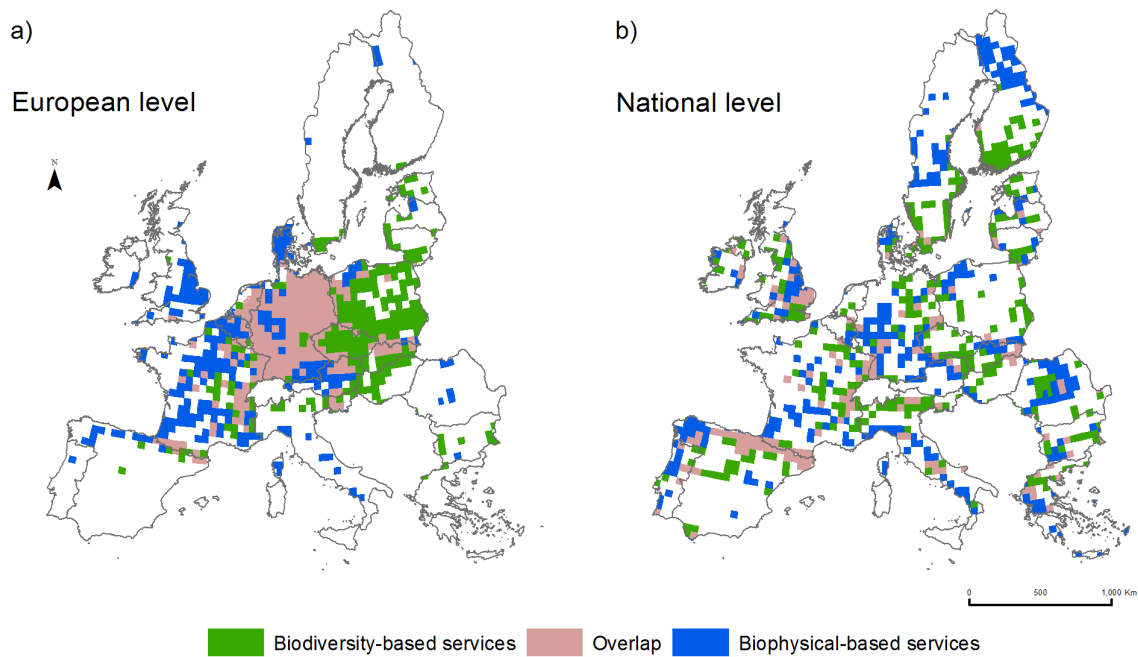 a)
European level
N
b)
National level
0 500 1,000 Km
Biodiversity-based services Overlap Biophysical-based services